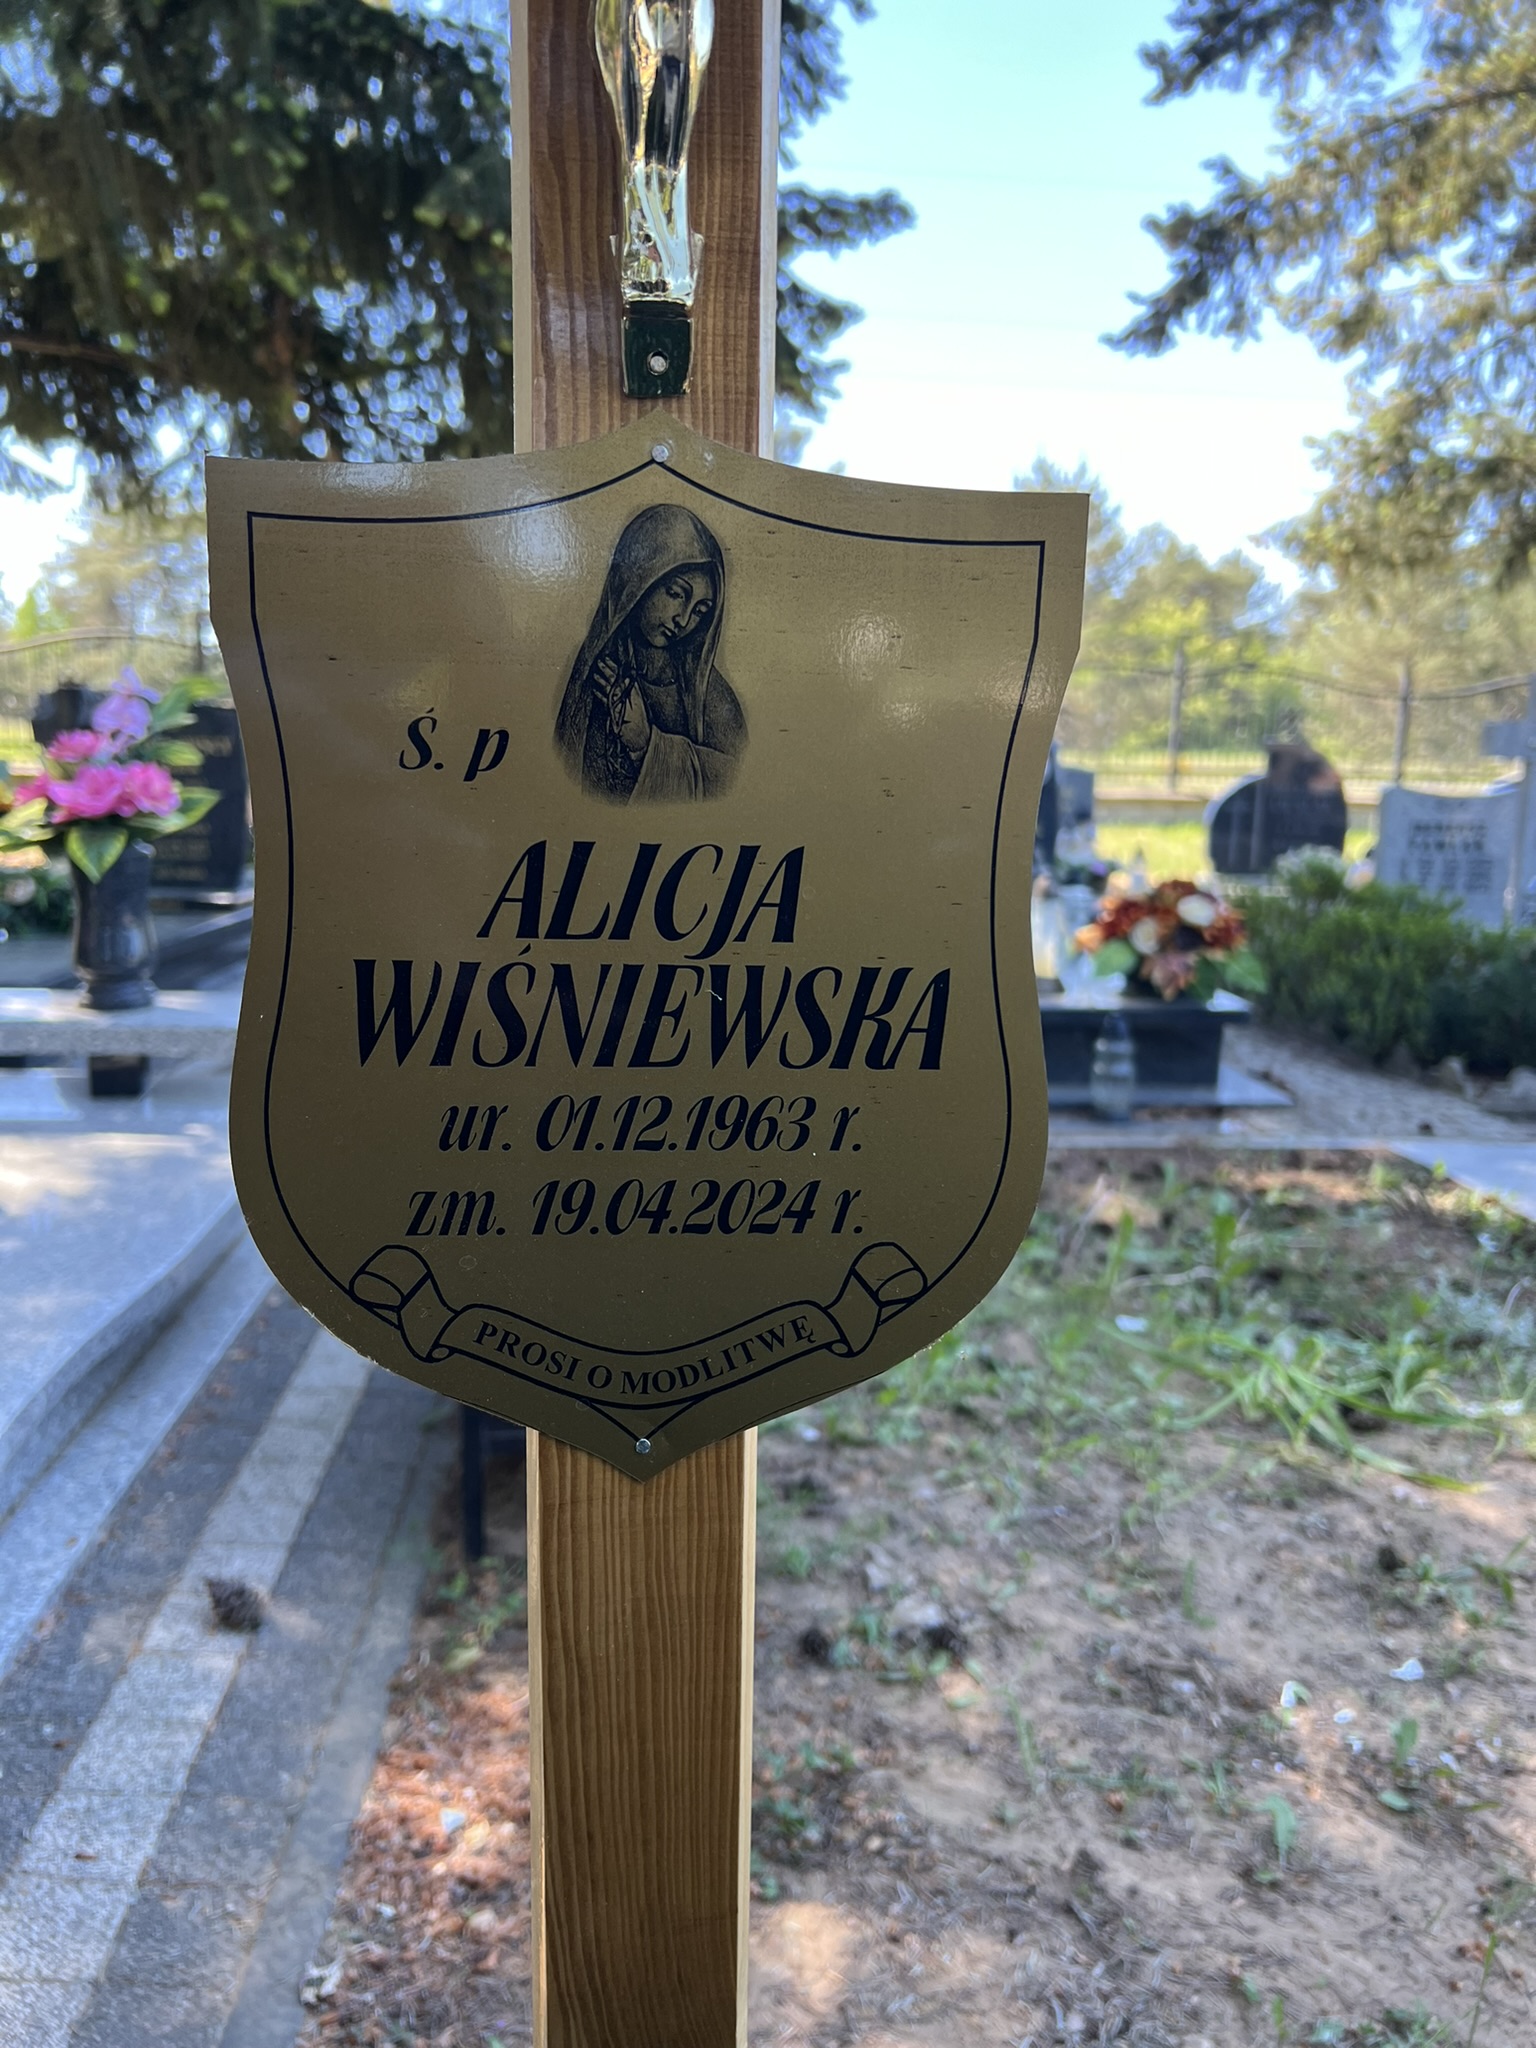 Ś. p
ALICJA
WIŚNIEWSKA
ur. 01.12.1963 r.
zm. 19.04.2024 r.
PROSI O MODLITWĘ